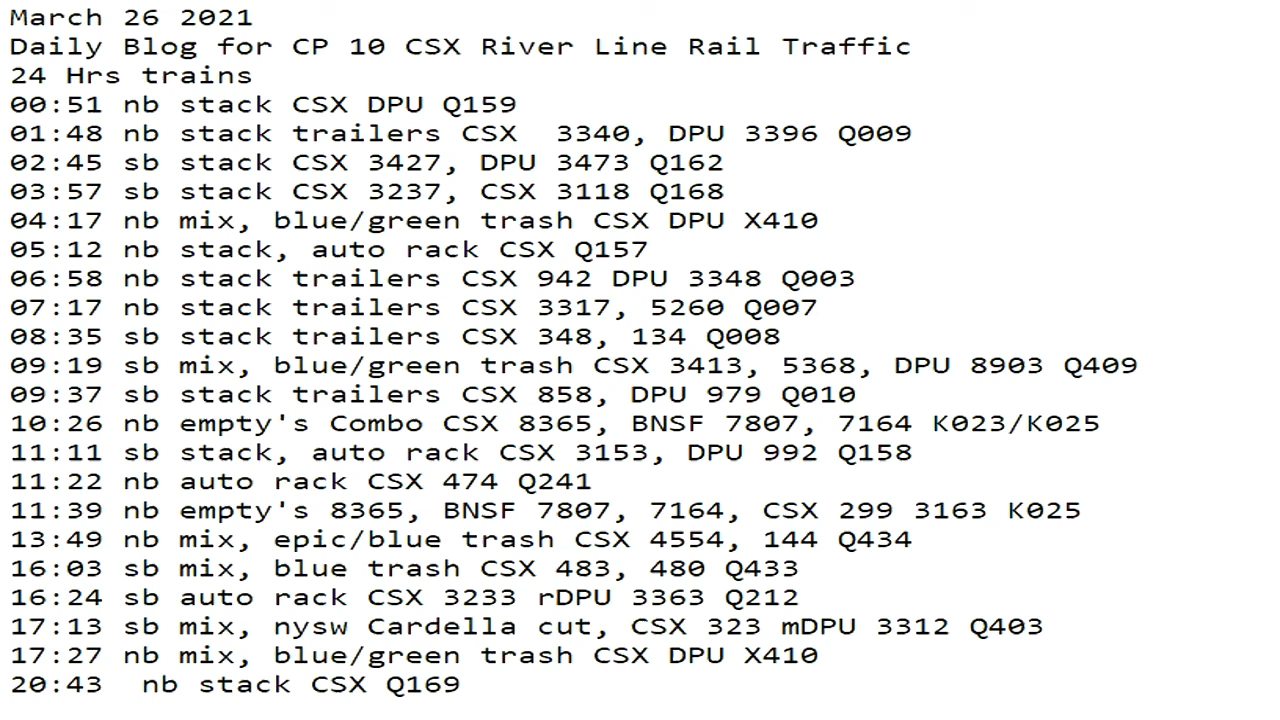 March 26 2021
Daily Blog for CP 10 CSX River Line Rail Traffic
24 Hrs trains
00:51 nb stack CSX DPU Q159
01:48 nb stack trailers CSX  3340, DPU 3396 Q009
02:45 sb stack CSX 3427, DPU 3473 Q162
03:57 sb stack CSX 3237, CSX 3118 Q168
04:17 nb mix, blue/green trash CSX DPU X410
05:12 nb stack, auto rack CSX Q157
06:58 nb stack trailers CSX 942 DPU 3348 Q003
07:17 nb stack trailers CSX 3317, 5260 Q007
08:35 sb stack trailers CSX 348, 134 Q008
09:19 sb mix, blue/green trash CSX 3413, 5368, DPU 8903 Q409
09:37 sb stack trailers CSX 858, DPU 979 Q010
10:26 nb empty's Combo CSX 8365, BNSF 7807, 7164 K023/K025
11:11 sb stack, auto rack CSX 3153, DPU 992 Q158
11:22 nb auto rack CSX 474 Q241
11:39 nb empty's 8365, BNSF 7807, 7164, CSX 299 3163 K025
13:49 nb mix, epic/blue trash CSX 4554, 144 Q434
16:03 sb mix, blue trash CSX 483, 480 Q433
16:24 sb auto rack CSX 3233 rDPU 3363 Q212
17:13 sb mix, nysw Cardella cut, CSX 323 mDPU 3312 Q403
17:27 nb mix, blue/green trash CSX DPU X410
20:43  nb stack CSX Q169